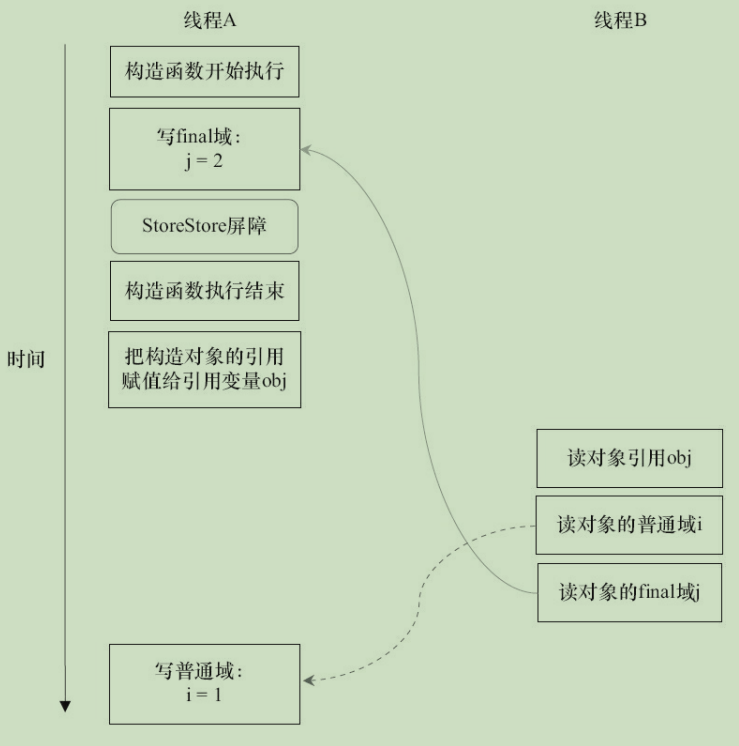 线程A
线程B
构造函数开始执行
写final域：
j = 2
StoreStore屏障
构造函数执行结束
时间
把构造对象的引用
赋值给引用变量obj
读对象引用obj
读对象的普通域i
读对象的final域j
写普通域：
i = 1